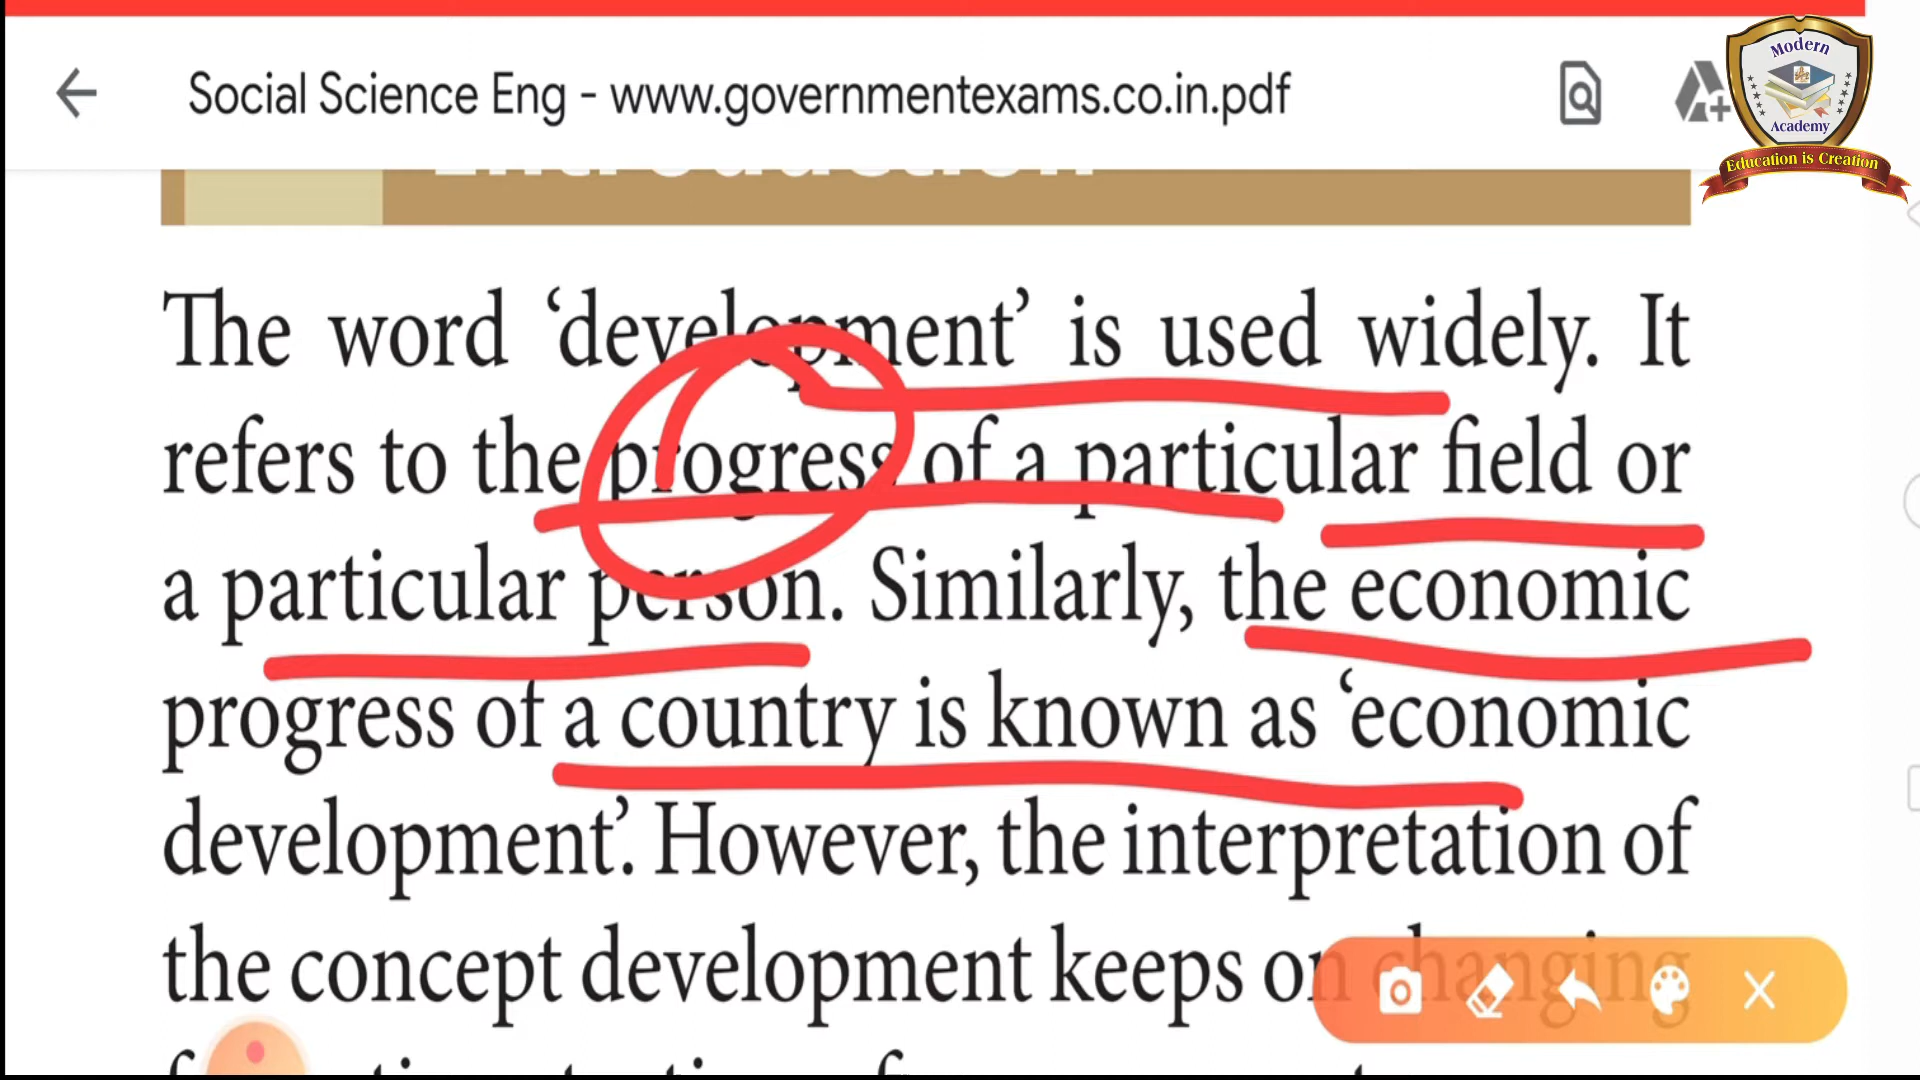 Social Science Eng - www.governmentexams.co.in.pdf
Modern
Academy
Education is Creation
Introduction
The word ‘development’ is used widely. It
refers to the progress of a particular field or
a particular person. Similarly, the economic
progress of a country is known as ‘economic
development’. However, the interpretation of
the concept development keeps on changing